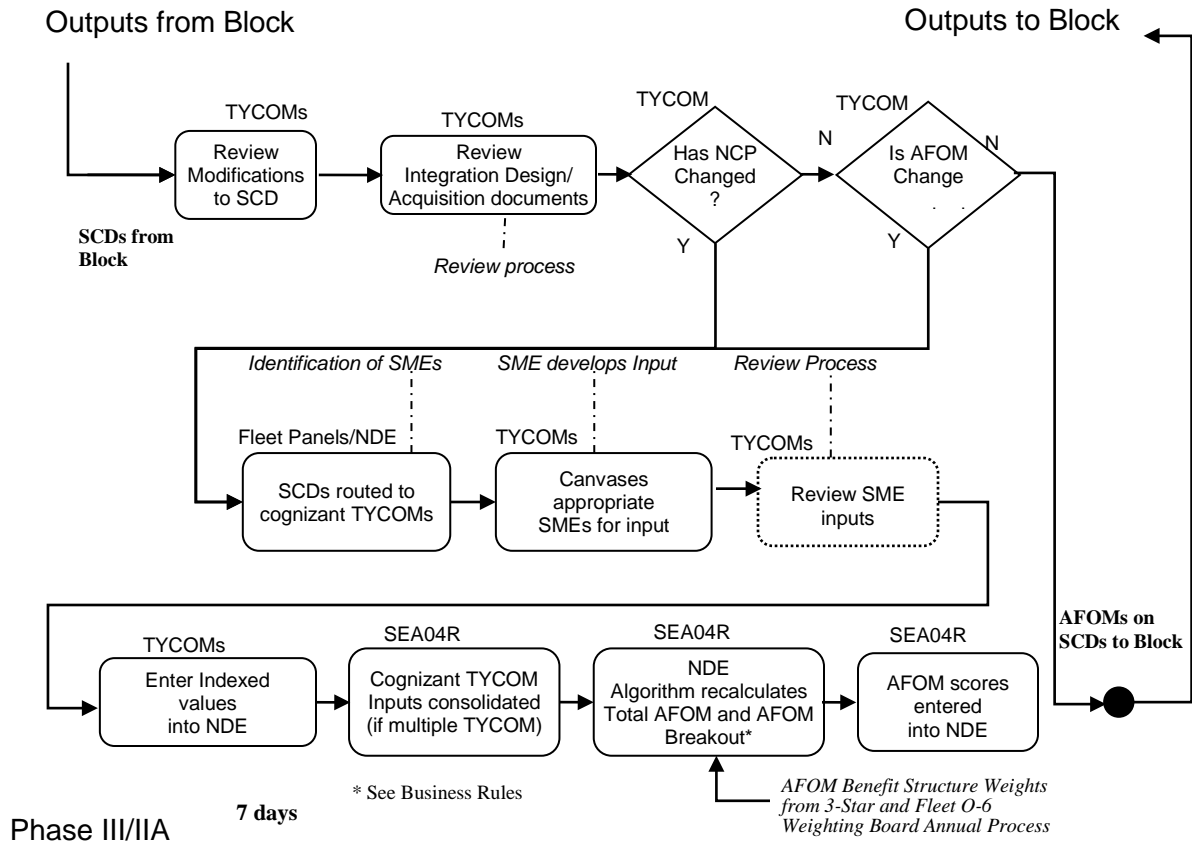 Outputs from Block
Outputs to Block
TYCOMs
Review
Modifications
to SCD
TYCOMs
Review
Integration Design/
Acquisition documents
TYCOM
Has NCP
Changed
?
N
Y
TYCOM
Is AFOM
Change
N
Y
SCDs from
Block
Review process
Identification of SMEs
SME develops Input
Review Process
Fleet Panels/NDE
SCDs routed to
cognizant TYCOMs
TYCOMs
Canvases
appropriate
SMEs for input
TYCOMs
Review SME
inputs
AFOMs on
SCDs to Block
TYCOMs
Enter Indexed
values
into NDE
SEA04R
Cognizant TYCOM
Inputs consolidated
(if multiple TYCOM)
SEA04R
NDE
Algorithm recalculates
Total AFOM and AFOM
Breakout*
SEA04R
AFOM scores
entered
into NDE
* See Business Rules
7 days
AFOM Benefit Structure Weights
from 3-Star and Fleet O-6
Weighting Board Annual Process
Phase III/IIA